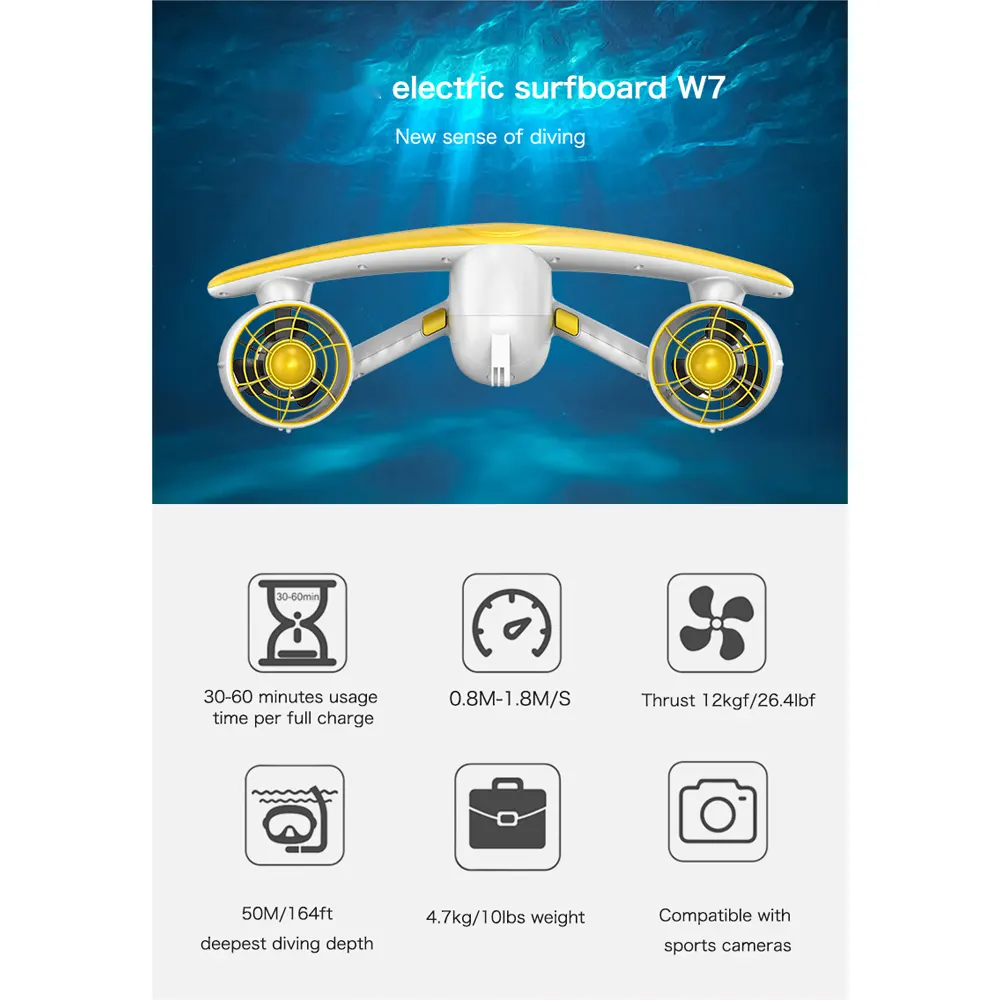 electric surfboard W7
New sense of diving
30-60min
30-60 minutes usage
time per full charge
0.8M-1.8M/S
Thrust 12kgf/26.4lbf
50M/164ft
deepest diving depth
4.7kg/10lbs weight
Compatible with
sports cameras